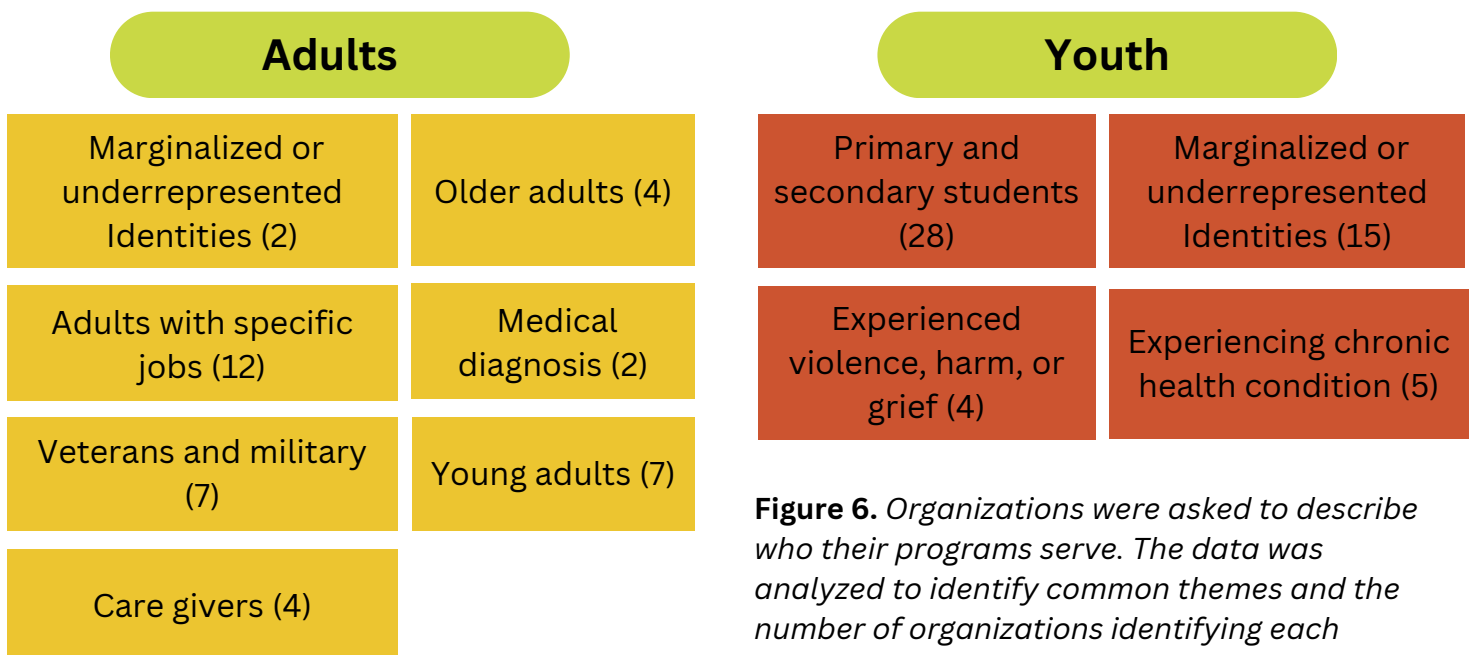 Adults
Marginalized or
underrepresented
Identities (2)
Older adults (4)
Adults with specific
jobs (12)
Medical
diagnosis (2)
Veterans and military
(7)
Young adults (7)
Care givers (4)
Youth
Primary and
secondary students
(28)
Marginalized or
underrepresented
Identities (15)
Experienced
violence, harm, or
grief (4)
Experiencing chronic
health condition (5)
Figure 6. Organizations were asked to describe
who their programs serve. The data was
analyzed to identify common themes and the
number of organizations identifying each